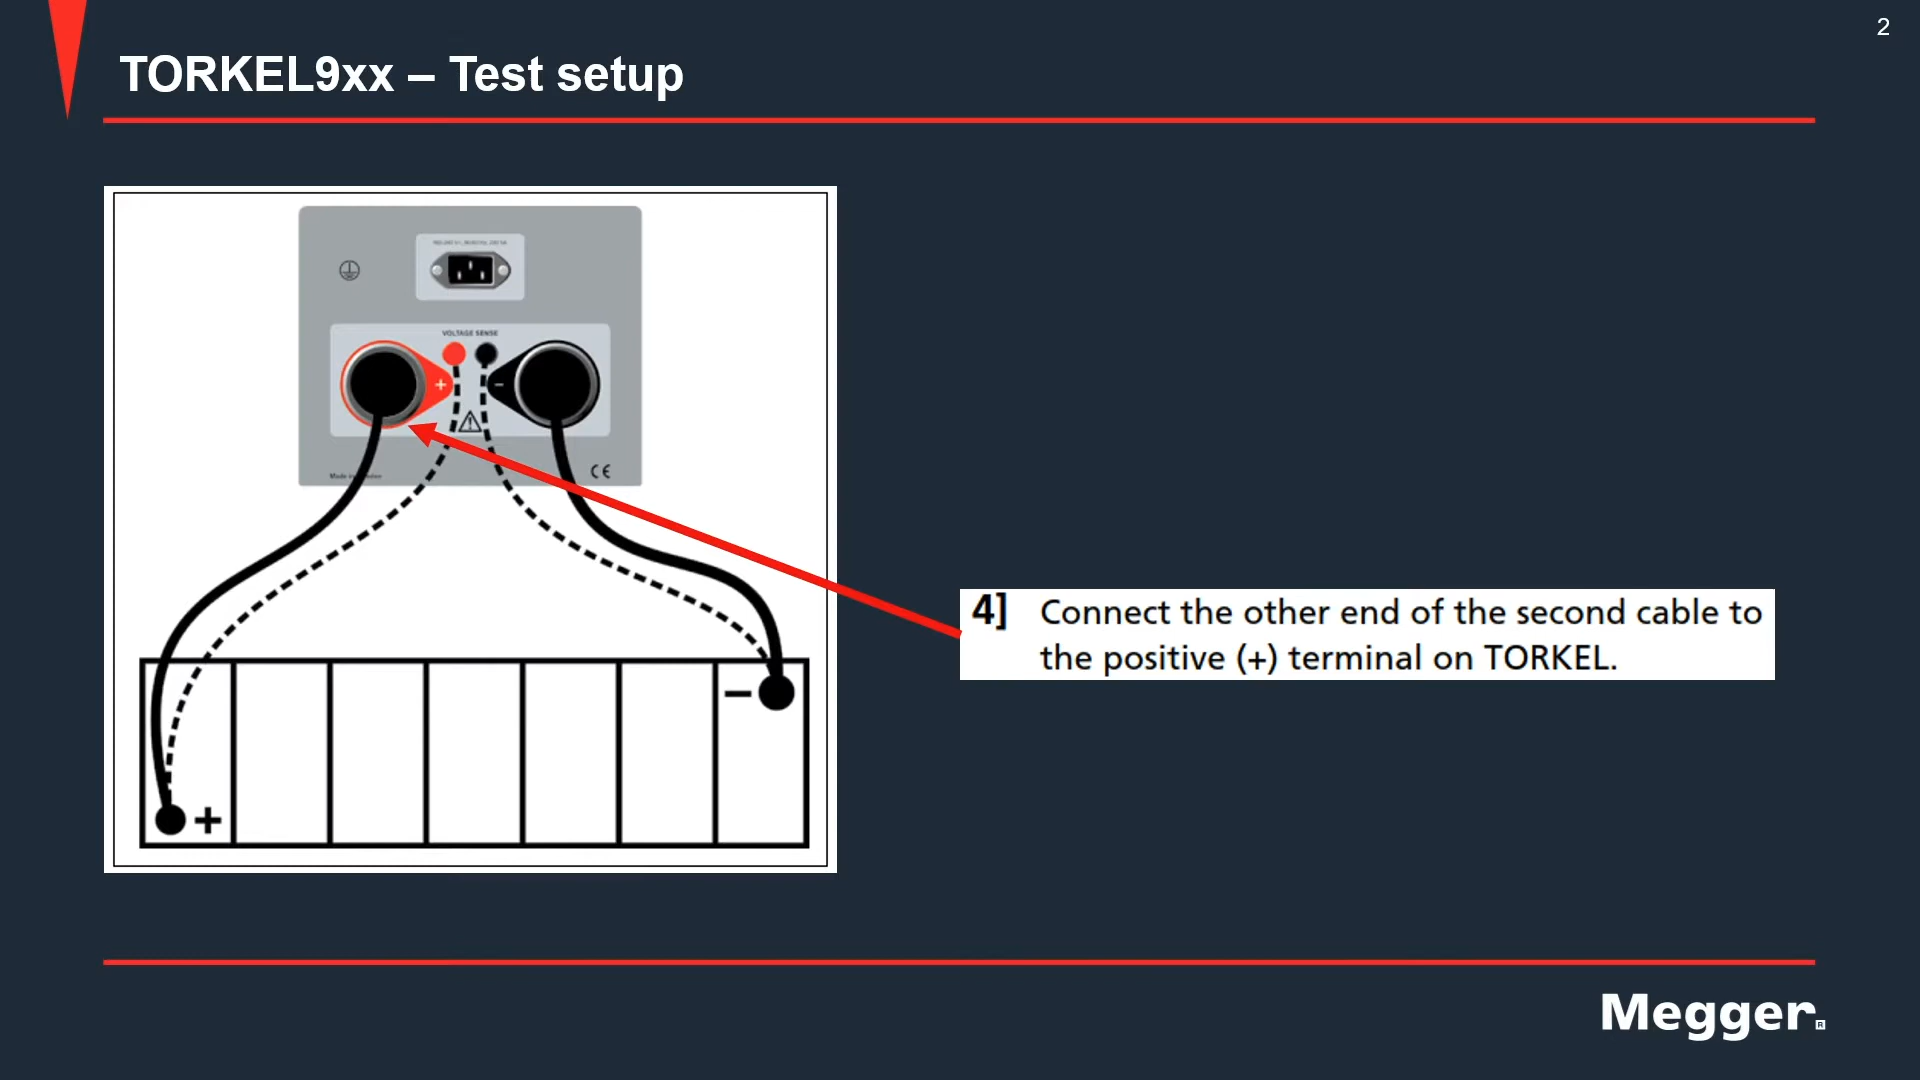 2
TORKEL9xx – Test setup
VOLTAGE SENSE
+
−
CE
4] Connect the other end of the second cable to
the positive (+) terminal on TORKEL.
−
+
Megger.